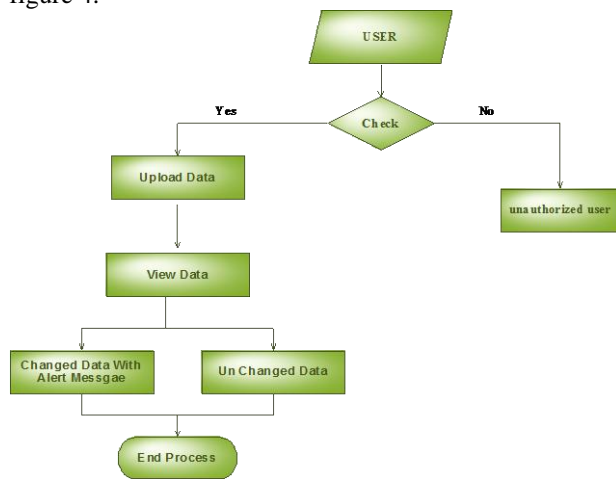 figure 4.
USER
Yes
No
Check
Upload Data
unauthorized user
View Data
Changed Data With
Alert Messgae
Un Changed Data
End Process